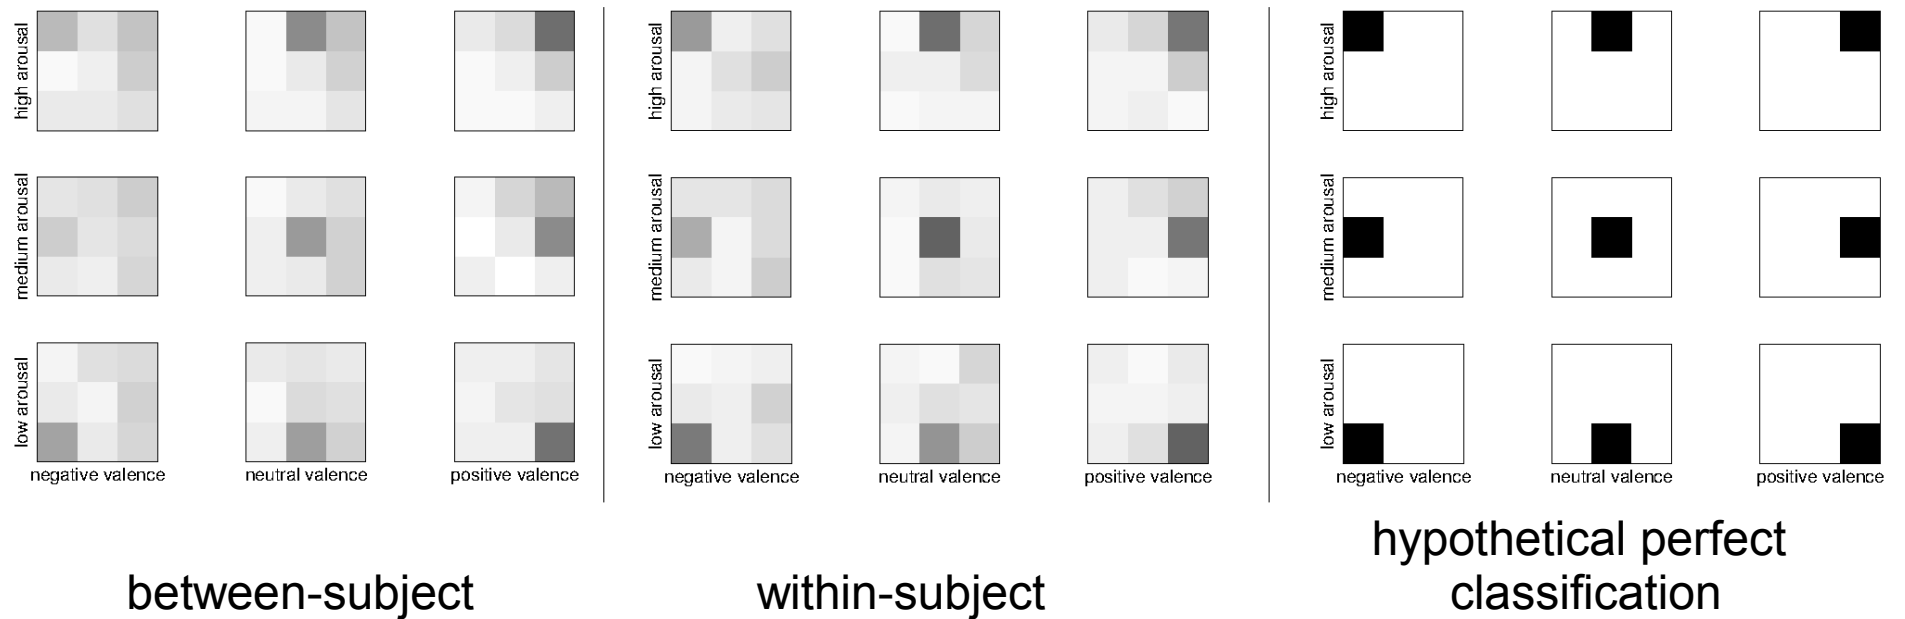 high arousal
medium arousal
low arousal
negative valence
neutral valence
positive valence
between-subject
high arousal
medium arousal
low arousal
negative valence
neutral valence
positive valence
within-subject
high arousal
medium arousal
low arousal
negative valence
neutral valence
positive valence
hypothetical perfect
classification